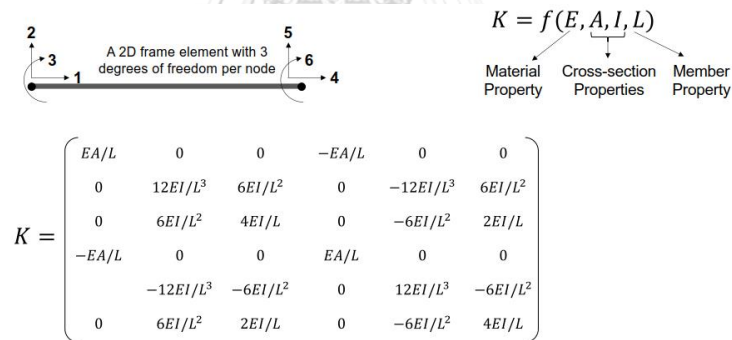 K = f(E, A, I, L)
2
5
3
A 2D frame element with 3
degrees of freedom per node
6
1
4
Material Property
Cross-section Properties
Member Property
K =
EA/L 0 0 −EA/L 0 0
0 12EI/L³ 6EI/L² 0 −12EI/L³ 6EI/L²
0 6EI/L² 4EI/L 0 −6EI/L² 2EI/L
−EA/L 0 0 EA/L 0 0
−12EI/L³ −6EI/L² 0 12EI/L³ −6EI/L²
0 6EI/L² 2EI/L 0 −6EI/L² 4EI/L